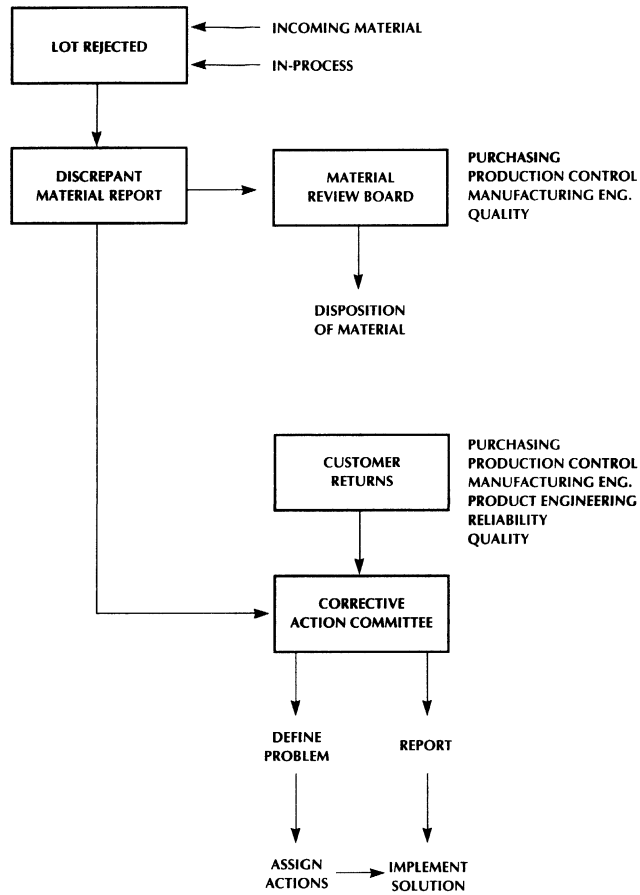 LOT REJECTED
INCOMING MATERIAL
IN-PROCESS
DISCREPANT
MATERIAL REPORT
MATERIAL
REVIEW BOARD
PURCHASING
PRODUCTION CONTROL
MANUFACTURING ENG.
QUALITY
DISPOSITION
OF MATERIAL
CUSTOMER
RETURNS
PURCHASING
PRODUCTION CONTROL
MANUFACTURING ENG.
PRODUCT ENGINEERING
RELIABILITY
QUALITY
CORRECTIVE
ACTION COMMITTEE
DEFINE
PROBLEM
REPORT
ASSIGN
ACTIONS
IMPLEMENT
SOLUTION